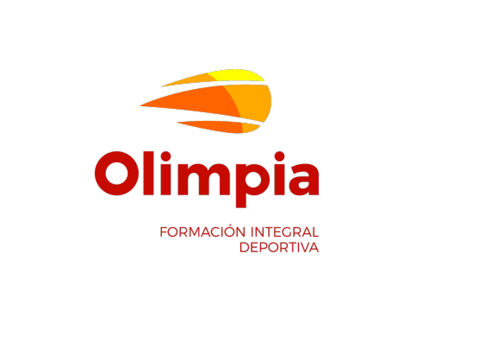 Olimpia
FORMACIÓN INTEGRAL
DEPORTIVA